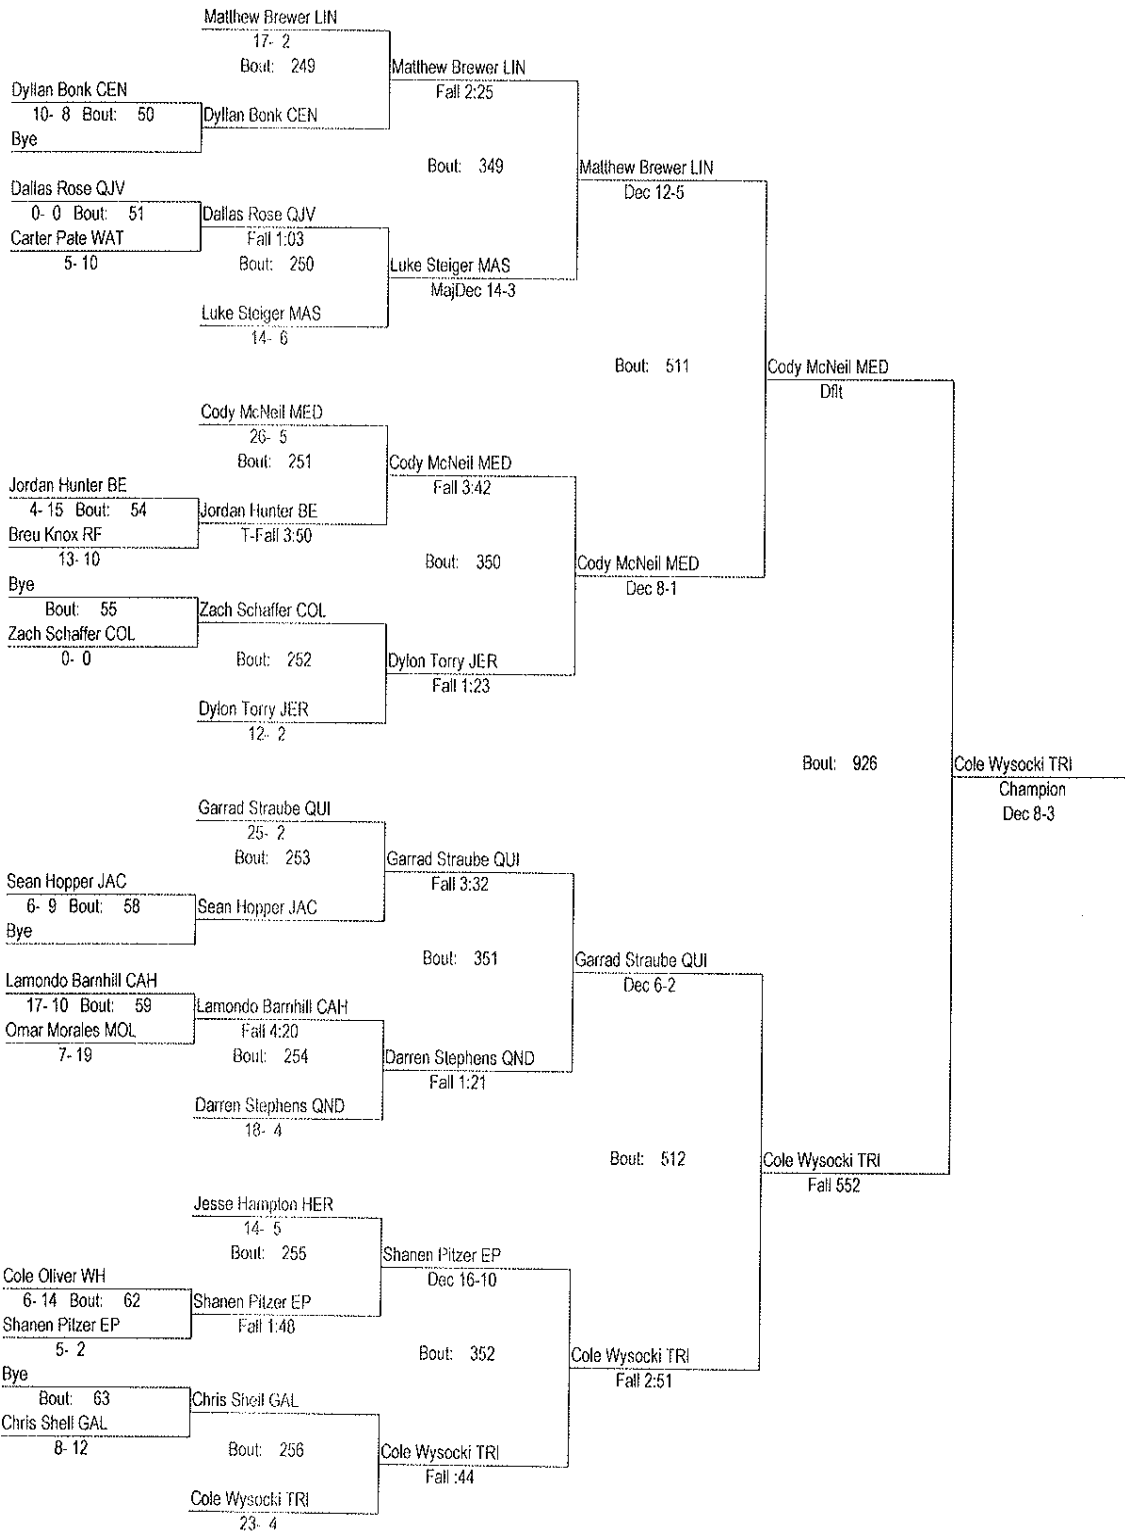 Matthew Brewer LIN
17- 2
Bout: 249
Matthew Brewer LIN
Fall 2:25
Dyllan Bonk CEN
10- 8 Bout: 50
Dyllan Bonk CEN
Bye
Bout: 349
Matthew Brewer LIN
Dec 12-5
Dallas Rose QJV
0- 0 Bout: 51
Dallas Rose QJV
Carter Pate WAT
Fall 1:03
5- 10
Bout: 250
Luke Steiger MAS
MajDec 14-3
Luke Steiger MAS
14- 6
Bout: 511
Cody McNeil MED
Dflt
Cody McNeil MED
26- 5
Bout: 251
Cody McNeil MED
Fall 3:42
Jordan Hunter BE
4- 15 Bout: 54
Jordan Hunter BE
Breu Knox RF
T-Fall 3:50
13- 10
Bout: 350
Cody McNeil MED
Dec 8-1
Bye
Bout: 55
Zach Schaffer COL
Zach Schaffer COL
0- 0
Bout: 252
Dylon Torry JER
Fall 1:23
Dylon Torry JER
12- 2
Bout: 926
Cole Wysocki TRI
Champion
Dec 8-3
Garrad Straube QUI
25- 2
Bout: 253
Garrad Straube QUI
Fall 3:32
Sean Hopper JAC
6- 9 Bout: 58
Sean Hopper JAC
Bye
Bout: 351
Garrad Straube QUI
Dec 6-2
Lamondo Barnhill CAH
17- 10 Bout: 59
Lamondo Barnhill CAH
Omar Morales MOL
Fall 4:20
7- 19
Bout: 254
Darren Stephens QND
Fall 1:21
Darren Stephens QND
18- 4
Bout: 512
Cole Wysocki TRI
Fall 552
Jesse Hampton HER
14- 5
Bout: 255
Shanen Pitzer EP
Dec 16-10
Cole Oliver WH
6- 14 Bout: 62
Shanen Pitzer EP
Shanen Pitzer EP
Fall 1:48
5- 2
Bout: 352
Cole Wysocki TRI
Fall 2:51
Bye
Bout: 63
Chris Shell GAL
Chris Shell GAL
8- 12
Bout: 256
Cole Wysocki TRI
Fall :44
Cole Wysocki TRI
23- 4